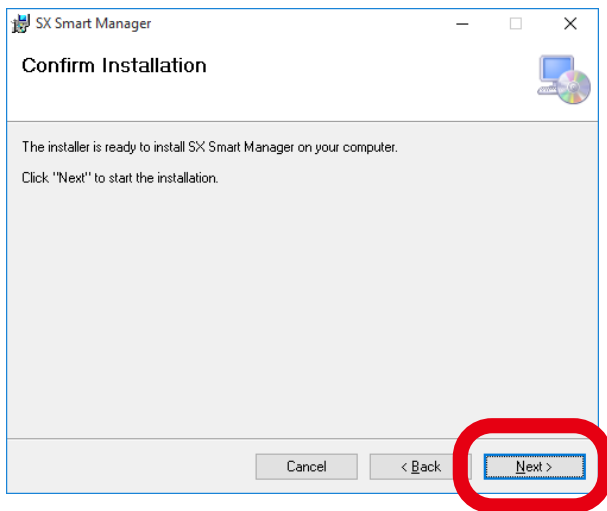 SX Smart Manager
Confirm Installation
The installer is ready to install SX Smart Manager on your computer.
Click "Next" to start the installation.
Cancel
< Back
Next >